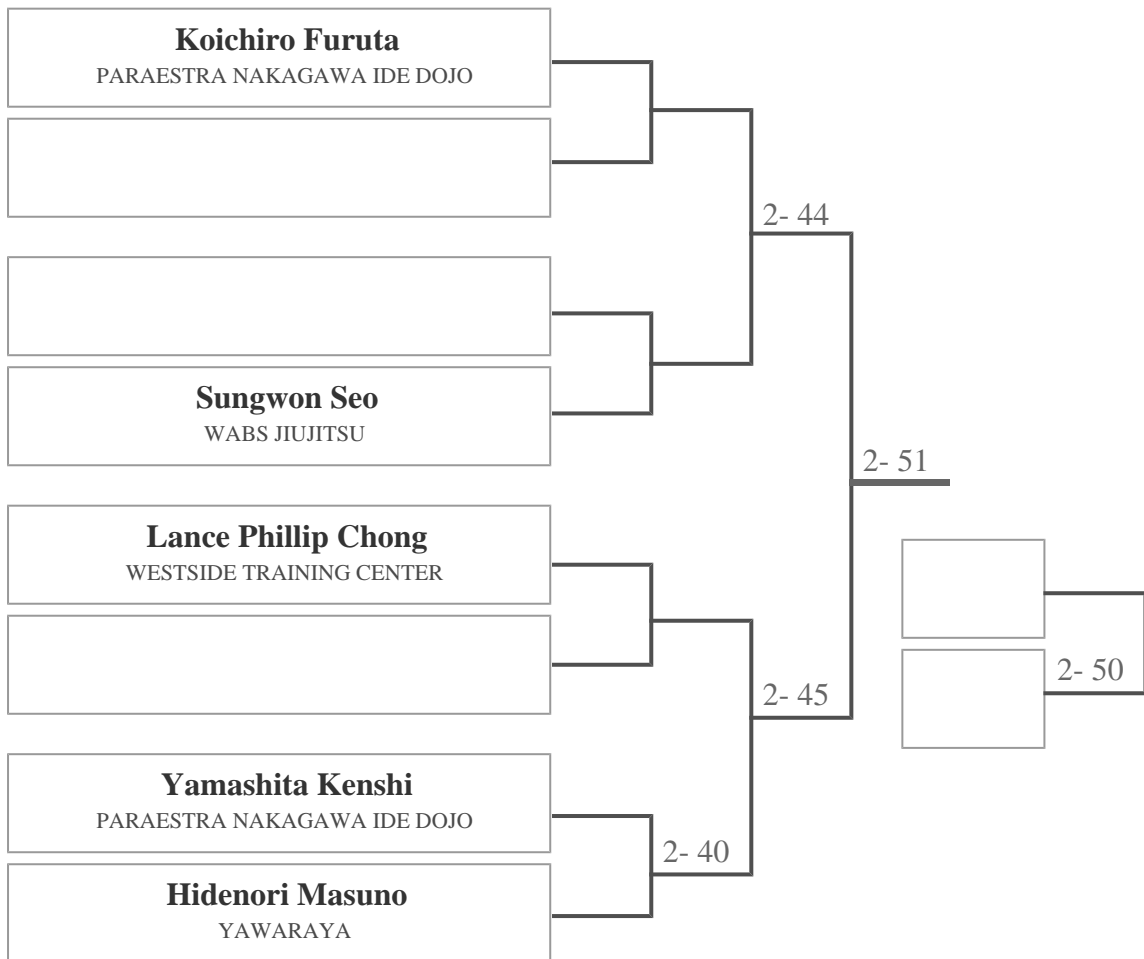 Koichiro Furuta
PARAESTRA NAKAGAWA IDE DOJO
2- 44
Sungwon Seo
WABS JIUJITSU
2- 51
Lance Phillip Chong
WESTSIDE TRAINING CENTER
2- 50
2- 45
Yamashita Kenshi
PARAESTRA NAKAGAWA IDE DOJO
2- 40
Hidenori Masuno
YAWARAYA